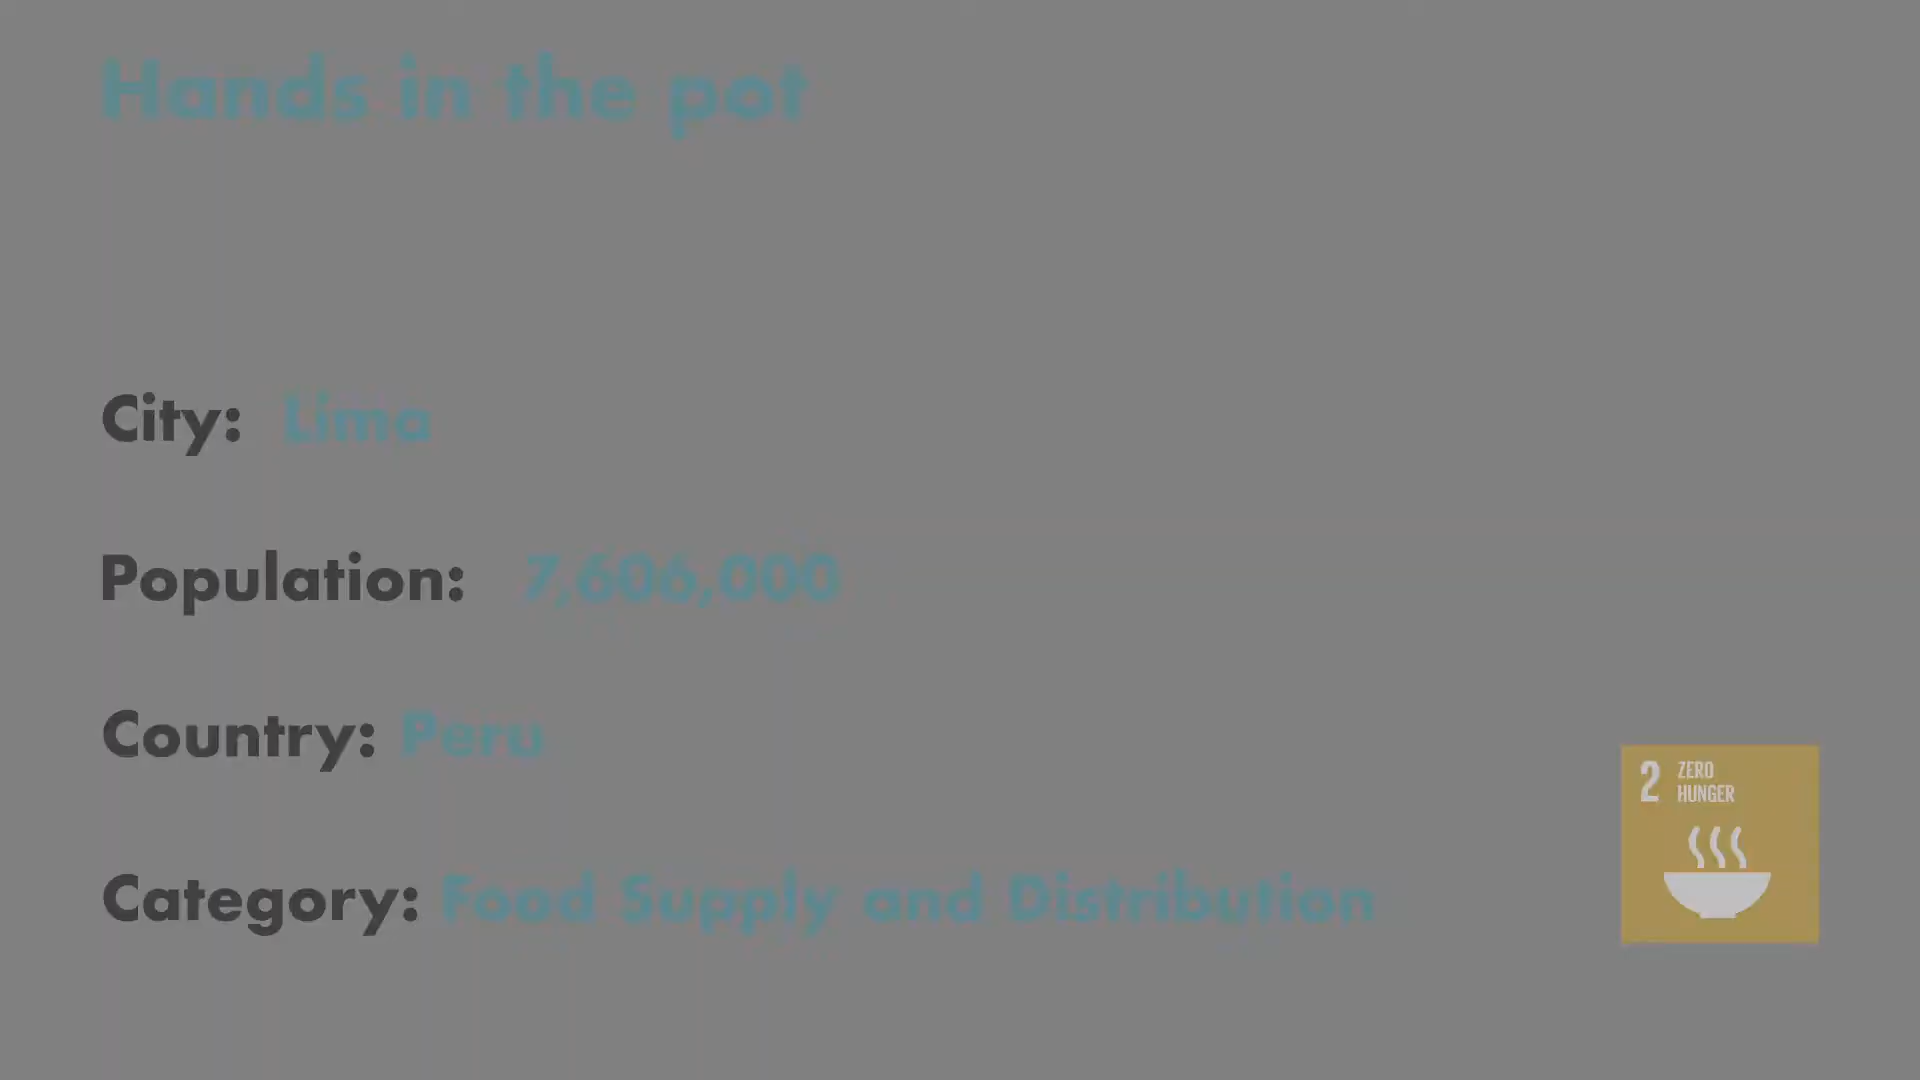 Hands in the pot
City: Lima
Population: 7,606,000
Country: Peru
2 ZERO
HUNGER
Category: Food Supply and Distribution